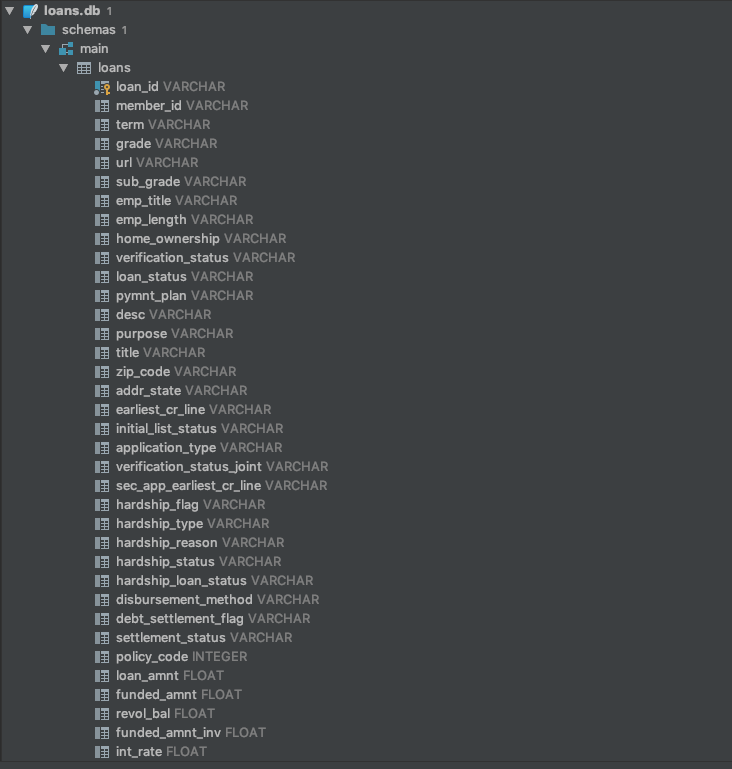 loans.db 1
schemas 1
main
loans
loan_id VARCHAR
member_id VARCHAR
term VARCHAR
grade VARCHAR
url VARCHAR
sub_grade VARCHAR
emp_title VARCHAR
emp_length VARCHAR
home_ownership VARCHAR
verification_status VARCHAR
loan_status VARCHAR
pymnt_plan VARCHAR
desc VARCHAR
purpose VARCHAR
title VARCHAR
zip_code VARCHAR
addr_state VARCHAR
earliest_cr_line VARCHAR
initial_list_status VARCHAR
application_type VARCHAR
verification_status_joint VARCHAR
sec_app_earliest_cr_line VARCHAR
hardship_flag VARCHAR
hardship_type VARCHAR
hardship_reason VARCHAR
hardship_status VARCHAR
hardship_loan_status VARCHAR
disbursement_method VARCHAR
debt_settlement_flag VARCHAR
settlement_status VARCHAR
policy_code INTEGER
loan_amnt FLOAT
funded_amnt FLOAT
revol_bal FLOAT
funded_amnt_inv FLOAT
int_rate FLOAT